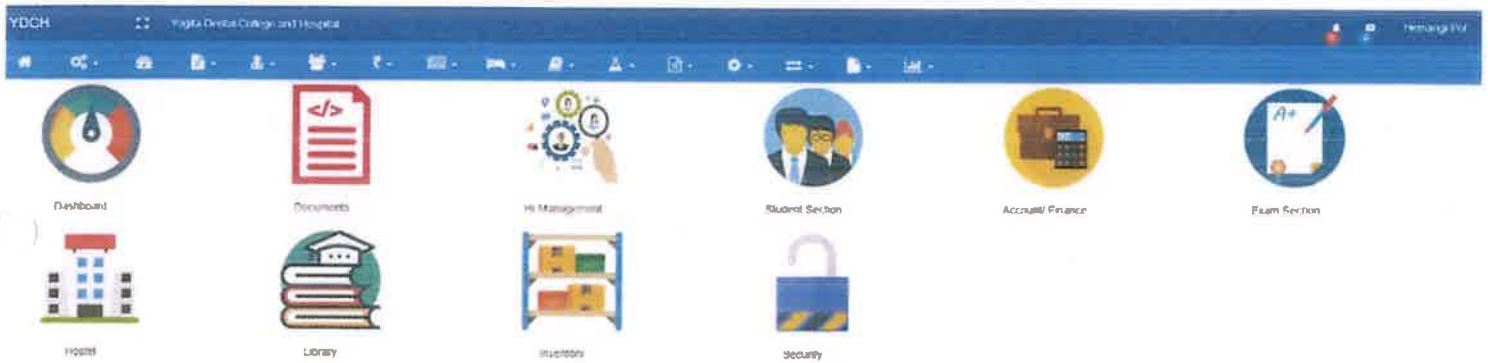 YDCH Yogita Dental College and Hospital Hemangi Pol
</>
A+
Dashboard Documents Hr Management Student Section Account/ Finance Exam Section
Hostel Library Inventory Security